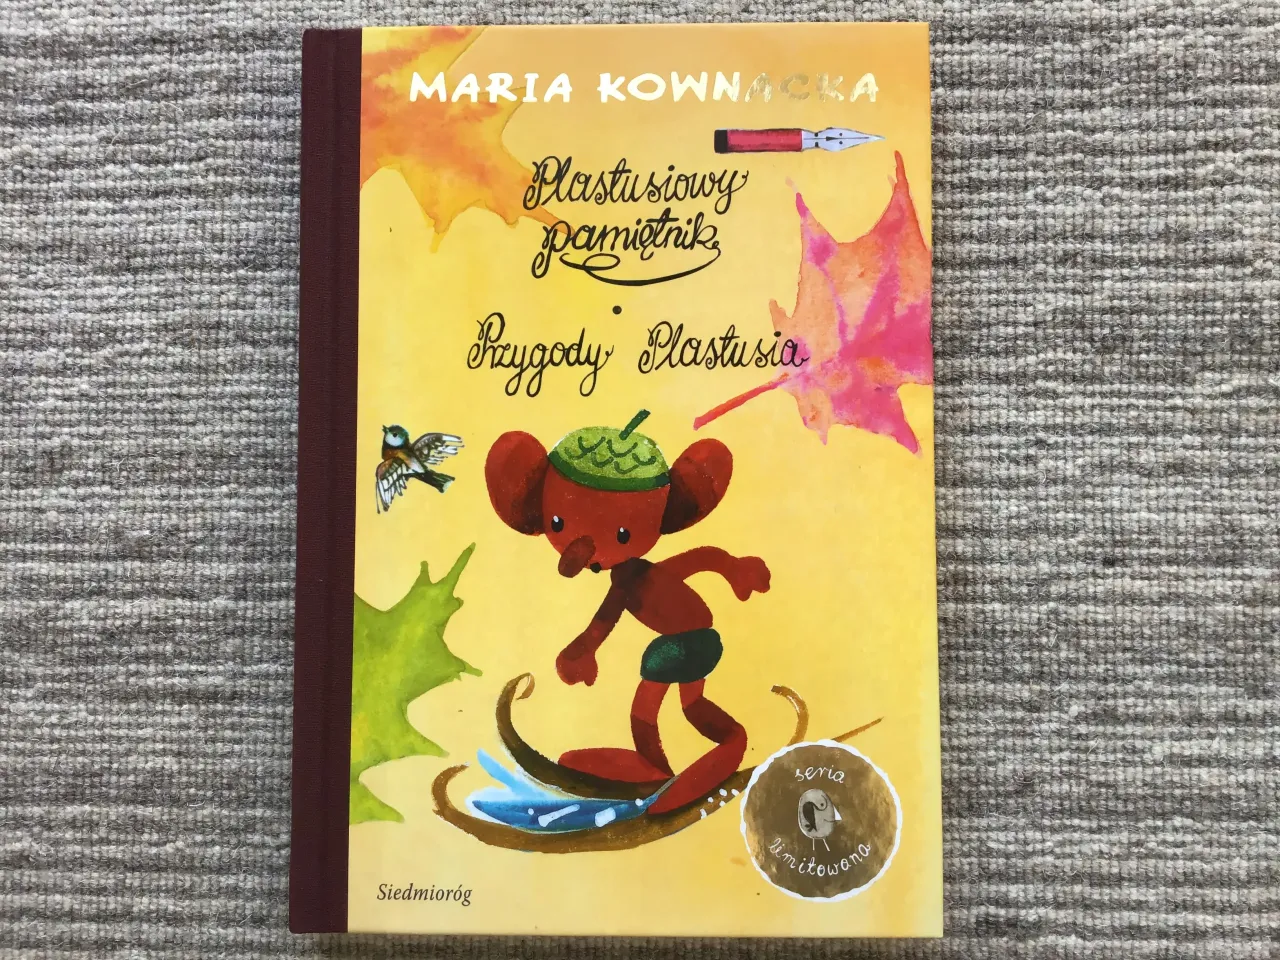 MARIA KOWNACKA
Plastusiowy
pamiętnik
•
Przygody Plastusia
seria
limitowana
Siedmioróg